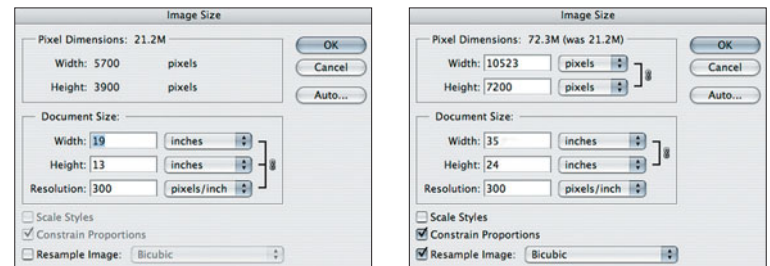 Image Size
Pixel Dimensions: 21.2M
Width: 5700 pixels
Height: 3900 pixels
OK
Cancel
Auto...
Document Size:
Width: 19 inches
Height: 13 inches
Resolution: 300 pixels/inch
Scale Styles
Constrain Proportions
Resample Image: Bicubic
Image Size
Pixel Dimensions: 72.3M (was 21.2M)
Width: 10523 pixels
Height: 7200 pixels
OK
Cancel
Auto...
Document Size:
Width: 35 inches
Height: 24 inches
Resolution: 300 pixels/inch
Scale Styles
Constrain Proportions
Resample Image: Bicubic